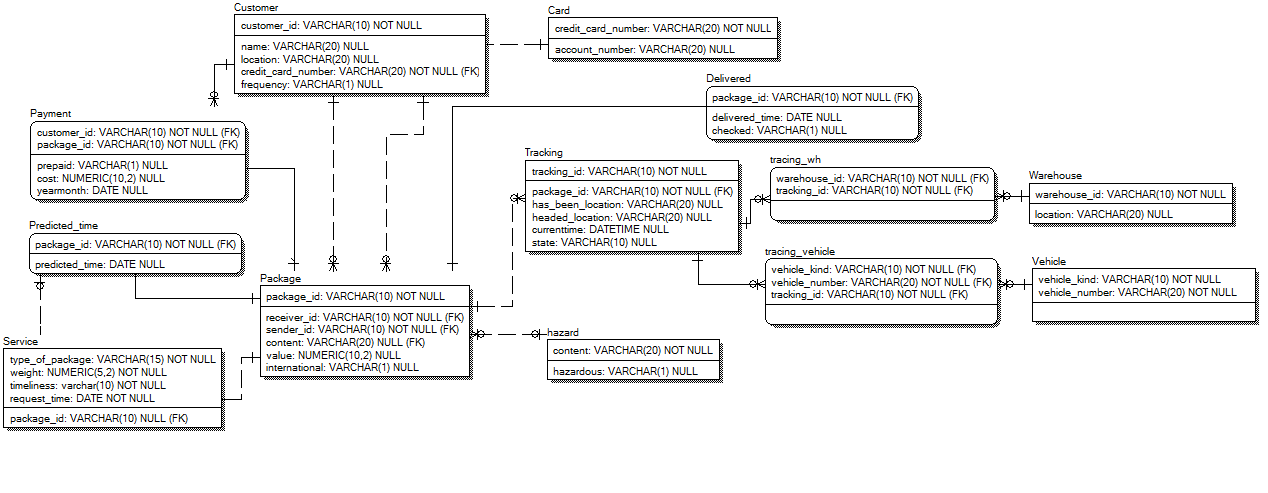 Customer
customer_id: VARCHAR(10) NOT NULL
name: VARCHAR(20) NULL
location: VARCHAR(20) NULL
credit_card_number: VARCHAR(20) NOT NULL (FK)
frequency: VARCHAR(1) NULL
Card
credit_card_number: VARCHAR(20) NOT NULL
account_number: VARCHAR(20) NULL
Delivered
package_id: VARCHAR(10) NOT NULL (FK)
delivered_time: DATE NULL
checked: VARCHAR(1) NULL
Payment
customer_id: VARCHAR(10) NOT NULL (FK)
package_id: VARCHAR(10) NOT NULL (FK)
prepaid: VARCHAR(1) NULL
cost: NUMERIC(10,2) NULL
yearmonth: DATE NULL
Tracking
tracking_id: VARCHAR(10) NOT NULL
package_id: VARCHAR(10) NOT NULL (FK)
has_been_location: VARCHAR(20) NULL
headed_location: VARCHAR(20) NULL
currenttime: DATETIME NULL
state: VARCHAR(10) NULL
tracing_wh
warehouse_id: VARCHAR(10) NOT NULL (FK)
tracking_id: VARCHAR(10) NOT NULL (FK)
Warehouse
warehouse_id: VARCHAR(10) NOT NULL
location: VARCHAR(20) NULL
Predicted_time
package_id: VARCHAR(10) NOT NULL (FK)
predicted_time: DATE NULL
tracing_vehicle
vehicle_kind: VARCHAR(10) NOT NULL (FK)
vehicle_number: VARCHAR(20) NOT NULL (FK)
tracking_id: VARCHAR(10) NOT NULL (FK)
Vehicle
vehicle_kind: VARCHAR(10) NOT NULL
vehicle_number: VARCHAR(20) NOT NULL
Package
package_id: VARCHAR(10) NOT NULL
receiver_id: VARCHAR(10) NOT NULL (FK)
sender_id: VARCHAR(10) NOT NULL (FK)
content: VARCHAR(20) NULL (FK)
value: NUMERIC(10,2) NULL
international: VARCHAR(1) NULL
hazard
content: VARCHAR(20) NOT NULL
hazardous: VARCHAR(1) NULL
Service
type_of_package: VARCHAR(15) NOT NULL
weight: NUMERIC(5,2) NOT NULL
timeliness: varchar(10) NOT NULL
request_time: DATE NOT NULL
package_id: VARCHAR(10) NULL (FK)